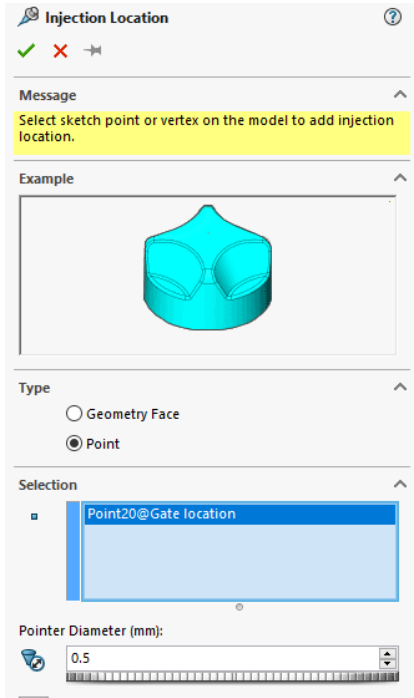 Injection Location
?
Message
Select sketch point or vertex on the model to add injection
location.
Example
Type
Geometry Face
Point
Selection
Point20@Gate location
Pointer Diameter (mm):
0.5